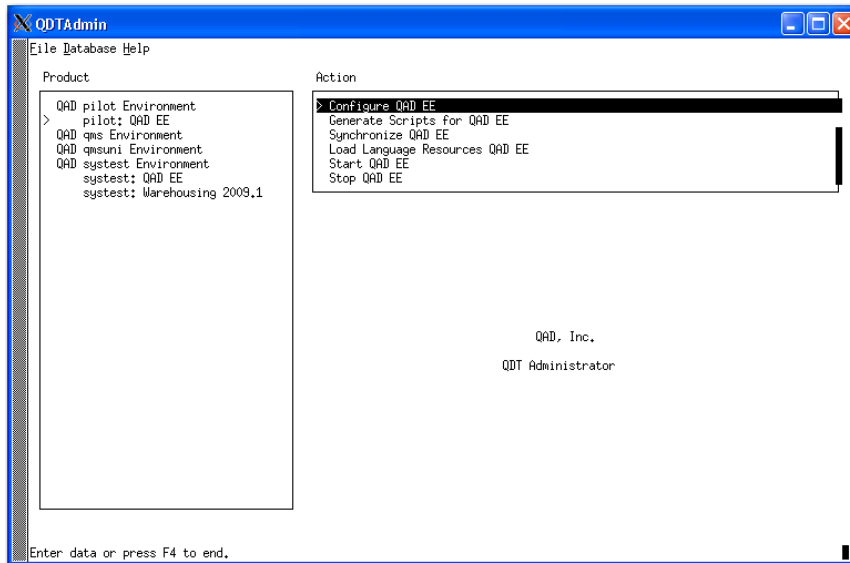 QDTAdmin
File Database Help
Product
QAD pilot Environment
> pilot: QAD EE
QAD qms Environment
QAD qmsuni Environment
QAD systest Environment
systest: QAD EE
systest: Warehousing 2009.1
Action
> Configure QAD EE
Generate Scripts for QAD EE
Synchronize QAD EE
Load Language Resources QAD EE
Start QAD EE
Stop QAD EE
QAD, Inc.
QDT Administrator
Enter data or press F4 to end.